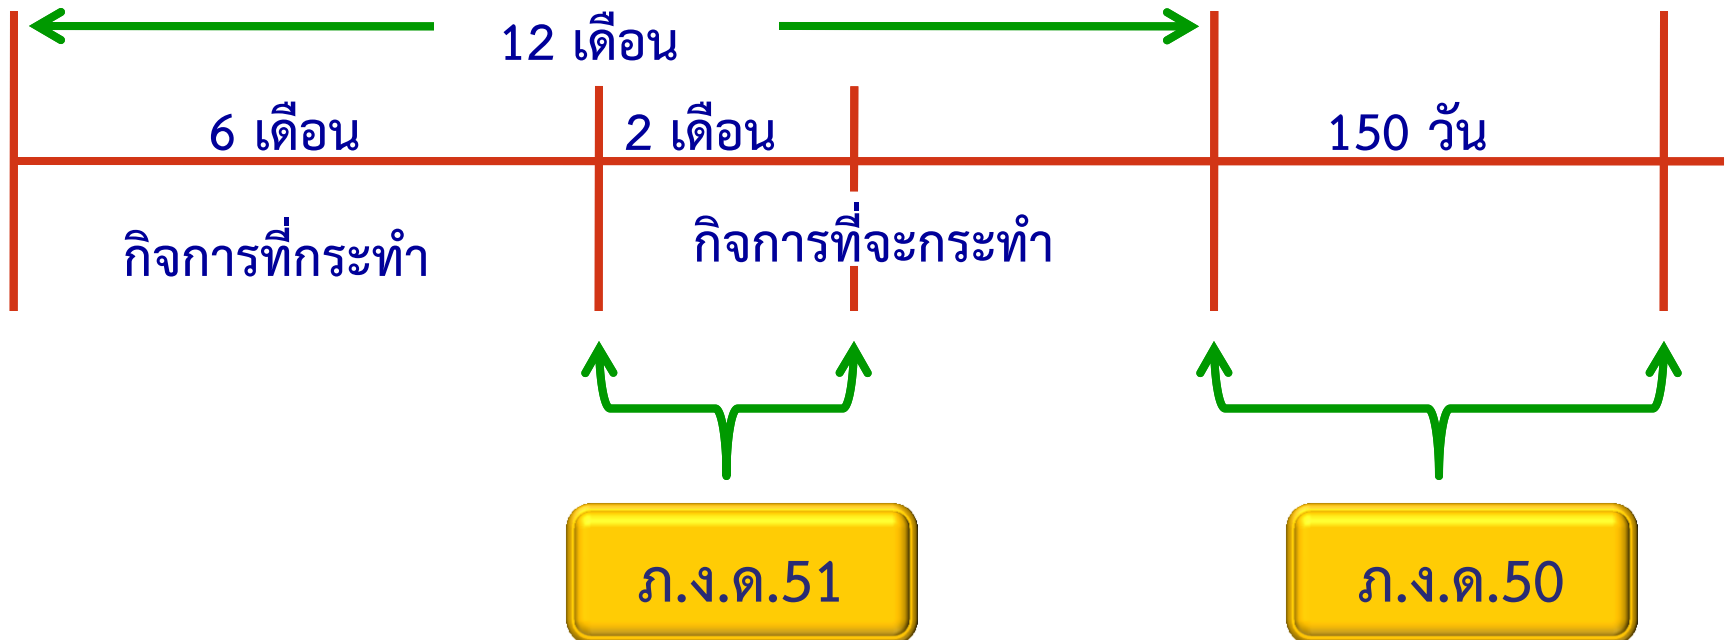 12 เดือน
6 เดือน
2 เดือน
150 วัน
กิจการที่กระทำ
กิจการที่จะกระทำ
ภ.ง.ด.51
ภ.ง.ด.50